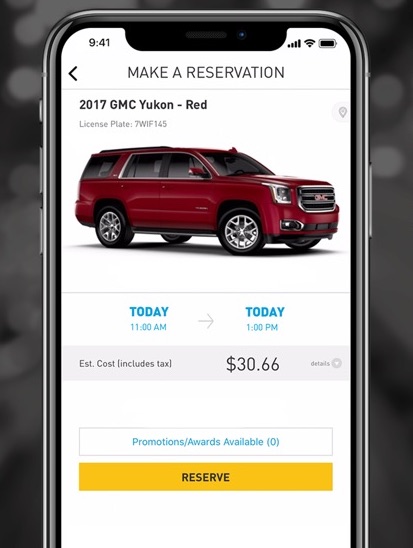 9:41
MAKE A RESERVATION
2017 GMC Yukon - Red
License Plate: 7WIF145
GMC
TODAY TODAY
11:00 AM 1:00 PM
Est. Cost (includes tax) $30.66 details
Promotions/Awards Available (0)
RESERVE